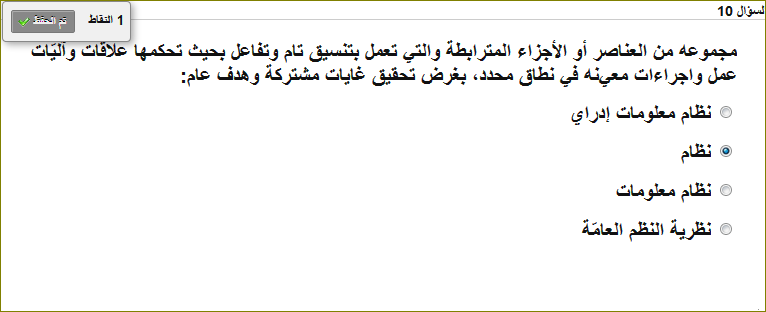 لسؤال 10
1 النقاط
تم الحفظ
مجموعه من العناصر أو الأجزاء المترابطة والتي تعمل بتنسيق تام وتفاعل بحيث تحكمها علاقات وآليّات
عمل واجراءات معينه في نطاق محدد، بغرض تحقيق غايات مشتركة وهدف عام:
نظام معلومات إدراي
نظام
نظام معلومات
نظرية النظم العامّة